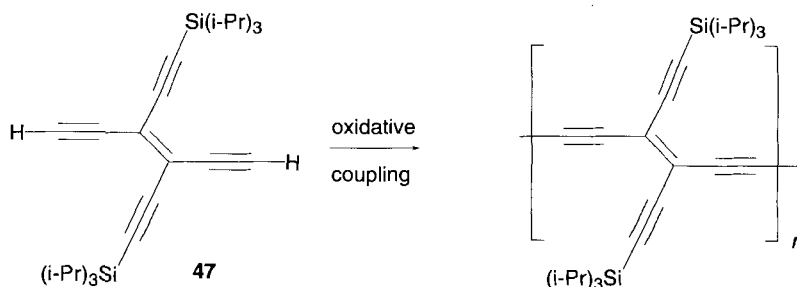 Si(i-Pr)3
Si(i-Pr)3
H
oxidative
H
coupling
n
(i-Pr)3Si
47
(i-Pr)3Si